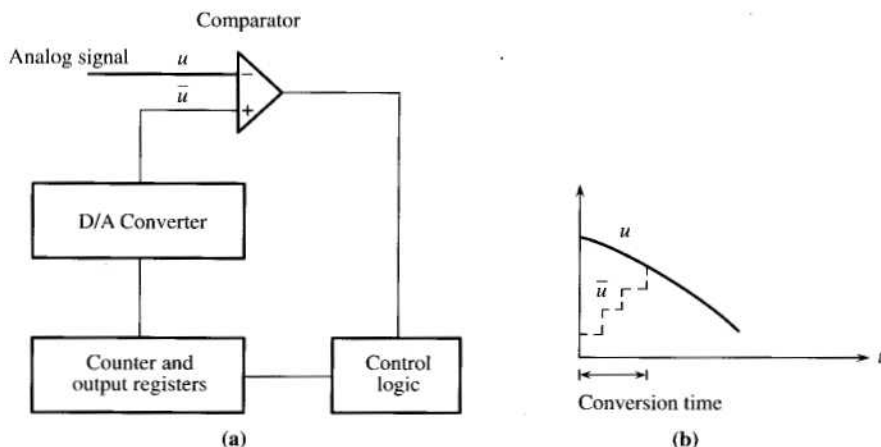 Comparator
Analog signal
u
−
ū
+
D/A Converter
Counter and
output registers
Control
logic
(a)
u
ū
t
Conversion time
(b)